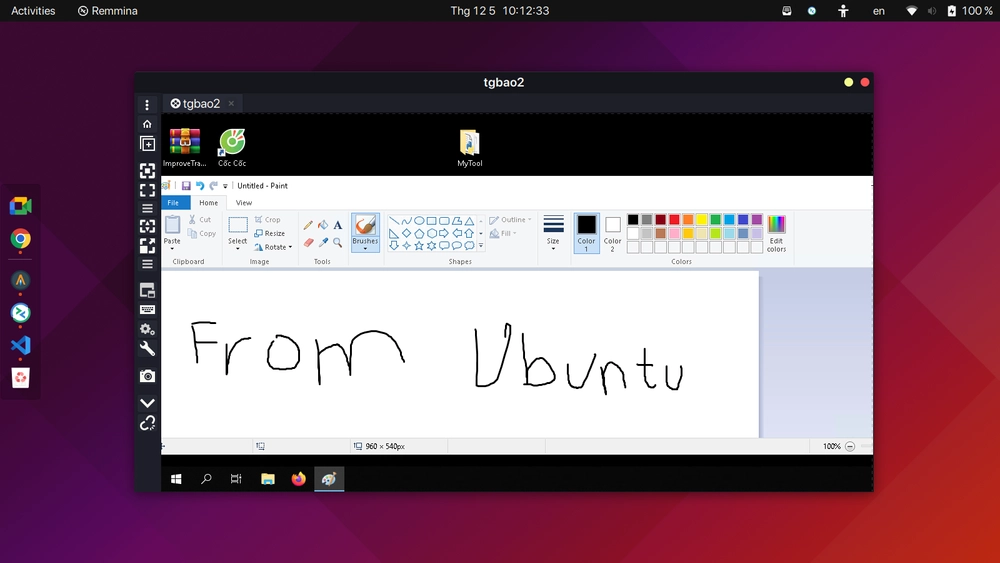 Activities Remmina Thg 12 5 10:12:33 en 100 %
tgbao2
tgbao2
ImproveTra... Cốc Cốc MyTool
Untitled - Paint
File Home View
Paste Cut Copy Select Crop Resize Rotate Brushes Outline Fill Size Color 1 Color 2 Edit colors
Clipboard Image Tools Shapes Colors
From Ubuntu
960 × 540px 100%